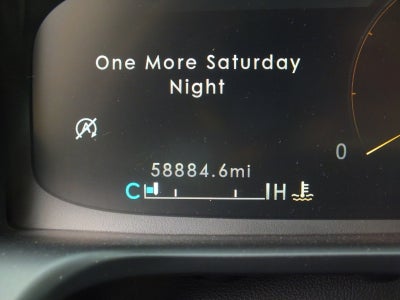 One More Saturday
Night
A
58884.6mi
0
C H